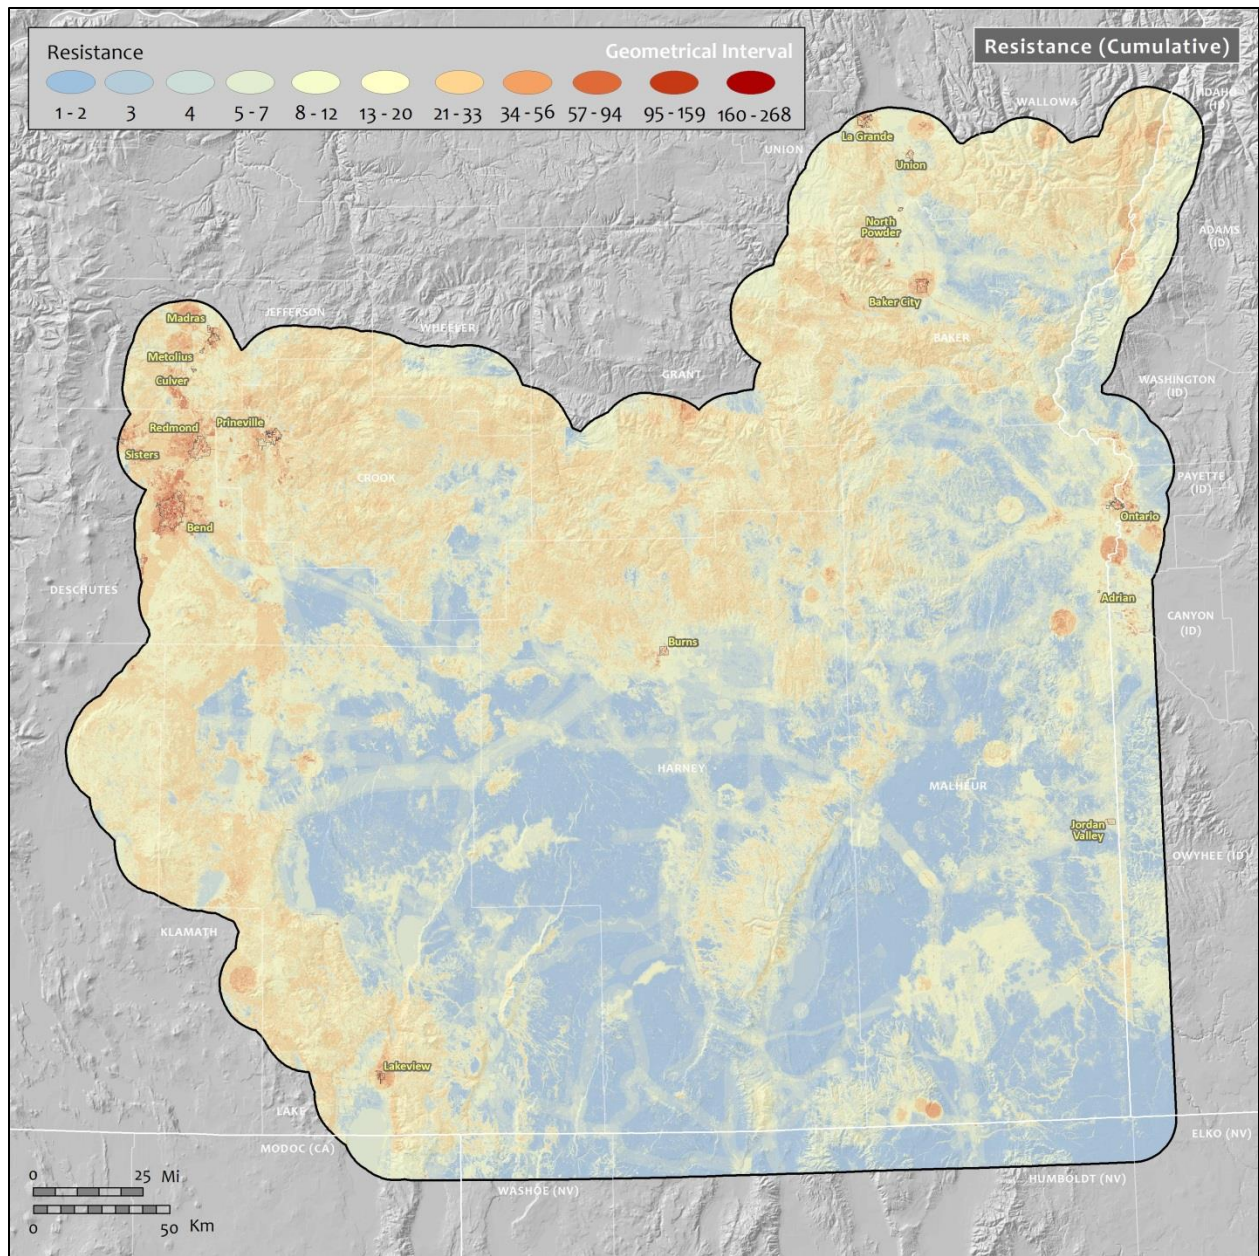 Resistance
Geometrical Interval
1 - 2
3
4
5 - 7
8 - 12
13 - 20
21 - 33
34 - 56
57 - 94
95 - 159
160 - 268
Resistance (Cumulative)
WALLOWA
IDAHO
(ID)
La Grande
UNION
Union
North
Powder
ADAMS
(ID)
Baker City
Madras
JEFFERSON
WHEELER
BAKER
Metolius
Culver
GRANT
WASHINGTON
(ID)
Redmond
Prineville
Sisters
CROOK
PAYETTE
(ID)
Bend
Ontario
DESCHUTES
Adrian
CANYON
(ID)
Burns
HARNEY
MALHEUR
Jordan
Valley
OWYHEE (ID)
KLAMATH
Lakeview
LAKE
MODOC (CA)
ELKO (NV)
WASHOE (NV)
HUMBOLDT (NV)
0 25 Mi
0 50 Km